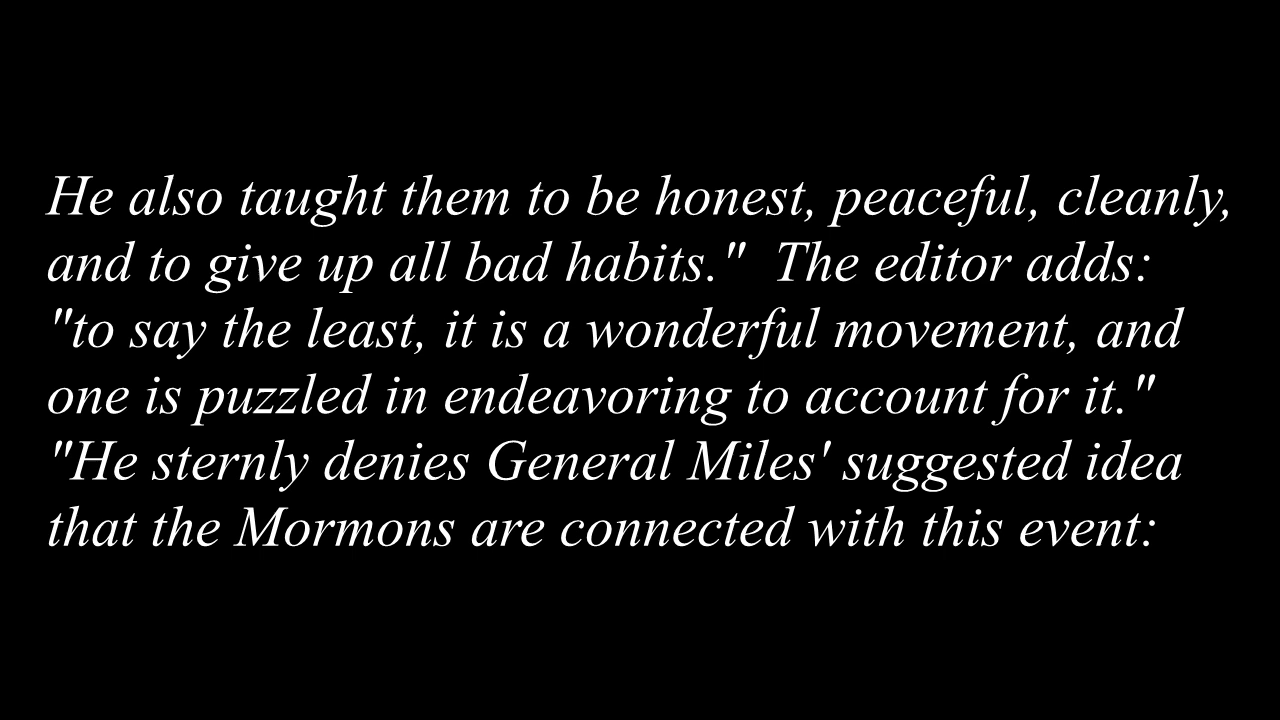 He also taught them to be honest, peaceful, cleanly,
and to give up all bad habits."  The editor adds:
"to say the least, it is a wonderful movement, and
one is puzzled in endeavoring to account for it."
"He sternly denies General Miles' suggested idea
that the Mormons are connected with this event: